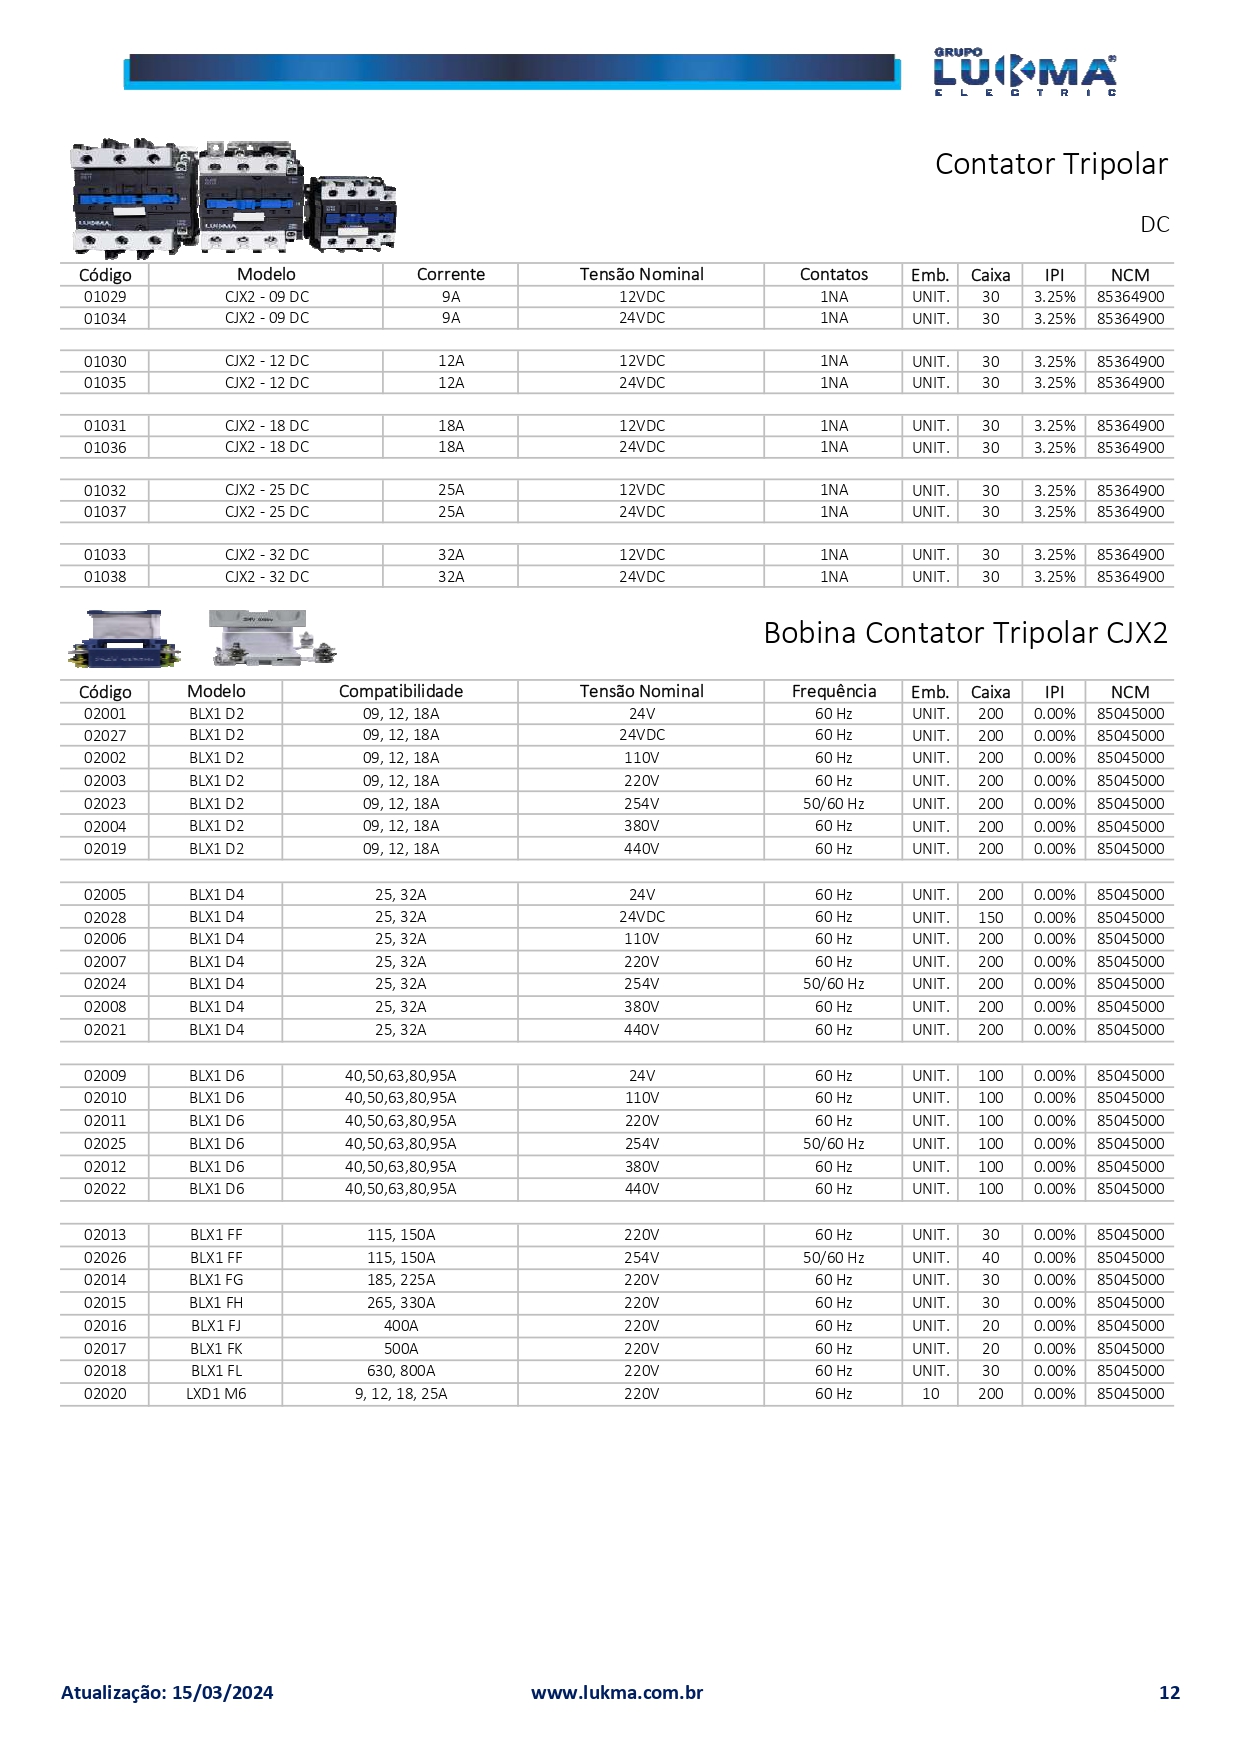 GRUPO
LUKMA®
ELECTRIC
Contator Tripolar
DC
Código Modelo Corrente Tensão Nominal Contatos Emb. Caixa IPI NCM
01029 CJX2 - 09 DC 9A 12VDC 1NA UNIT. 30 3.25% 85364900
01034 CJX2 - 09 DC 9A 24VDC 1NA UNIT. 30 3.25% 85364900
01030 CJX2 - 12 DC 12A 12VDC 1NA UNIT. 30 3.25% 85364900
01035 CJX2 - 12 DC 12A 24VDC 1NA UNIT. 30 3.25% 85364900
01031 CJX2 - 18 DC 18A 12VDC 1NA UNIT. 30 3.25% 85364900
01036 CJX2 - 18 DC 18A 24VDC 1NA UNIT. 30 3.25% 85364900
01032 CJX2 - 25 DC 25A 12VDC 1NA UNIT. 30 3.25% 85364900
01037 CJX2 - 25 DC 25A 24VDC 1NA UNIT. 30 3.25% 85364900
01033 CJX2 - 32 DC 32A 12VDC 1NA UNIT. 30 3.25% 85364900
01038 CJX2 - 32 DC 32A 24VDC 1NA UNIT. 30 3.25% 85364900
Bobina Contator Tripolar CJX2
Código Modelo Compatibilidade Tensão Nominal Frequência Emb. Caixa IPI NCM
02001 BLX1 D2 09, 12, 18A 24V 60 Hz UNIT. 200 0.00% 85045000
02027 BLX1 D2 09, 12, 18A 24VDC 60 Hz UNIT. 200 0.00% 85045000
02002 BLX1 D2 09, 12, 18A 110V 60 Hz UNIT. 200 0.00% 85045000
02003 BLX1 D2 09, 12, 18A 220V 60 Hz UNIT. 200 0.00% 85045000
02023 BLX1 D2 09, 12, 18A 254V 50/60 Hz UNIT. 200 0.00% 85045000
02004 BLX1 D2 09, 12, 18A 380V 60 Hz UNIT. 200 0.00% 85045000
02019 BLX1 D2 09, 12, 18A 440V 60 Hz UNIT. 200 0.00% 85045000
02005 BLX1 D4 25, 32A 24V 60 Hz UNIT. 200 0.00% 85045000
02028 BLX1 D4 25, 32A 24VDC 60 Hz UNIT. 150 0.00% 85045000
02006 BLX1 D4 25, 32A 110V 60 Hz UNIT. 200 0.00% 85045000
02007 BLX1 D4 25, 32A 220V 60 Hz UNIT. 200 0.00% 85045000
02024 BLX1 D4 25, 32A 254V 50/60 Hz UNIT. 200 0.00% 85045000
02008 BLX1 D4 25, 32A 380V 60 Hz UNIT. 200 0.00% 85045000
02021 BLX1 D4 25, 32A 440V 60 Hz UNIT. 200 0.00% 85045000
02009 BLX1 D6 40,50,63,80,95A 24V 60 Hz UNIT. 100 0.00% 85045000
02010 BLX1 D6 40,50,63,80,95A 110V 60 Hz UNIT. 100 0.00% 85045000
02011 BLX1 D6 40,50,63,80,95A 220V 60 Hz UNIT. 100 0.00% 85045000
02025 BLX1 D6 40,50,63,80,95A 254V 50/60 Hz UNIT. 100 0.00% 85045000
02012 BLX1 D6 40,50,63,80,95A 380V 60 Hz UNIT. 100 0.00% 85045000
02022 BLX1 D6 40,50,63,80,95A 440V 60 Hz UNIT. 100 0.00% 85045000
02013 BLX1 FF 115, 150A 220V 60 Hz UNIT. 30 0.00% 85045000
02026 BLX1 FF 115, 150A 254V 50/60 Hz UNIT. 40 0.00% 85045000
02014 BLX1 FG 185, 225A 220V 60 Hz UNIT. 30 0.00% 85045000
02015 BLX1 FH 265, 330A 220V 60 Hz UNIT. 30 0.00% 85045000
02016 BLX1 FJ 400A 220V 60 Hz UNIT. 20 0.00% 85045000
02017 BLX1 FK 500A 220V 60 Hz UNIT. 20 0.00% 85045000
02018 BLX1 FL 630, 800A 220V 60 Hz UNIT. 30 0.00% 85045000
02020 LXD1 M6 9, 12, 18, 25A 220V 60 Hz 10 200 0.00% 85045000
Atualização: 15/03/2024 www.lukma.com.br 12